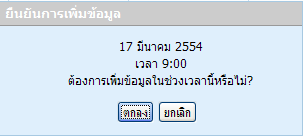 ยืนยันการเพิ่มข้อมูล
17 มีนาคม 2554
เวลา 9:00
ต้องการเพิ่มข้อมูลในช่วงเวลานี้หรือไม่?
ตกลง ยกเลิก